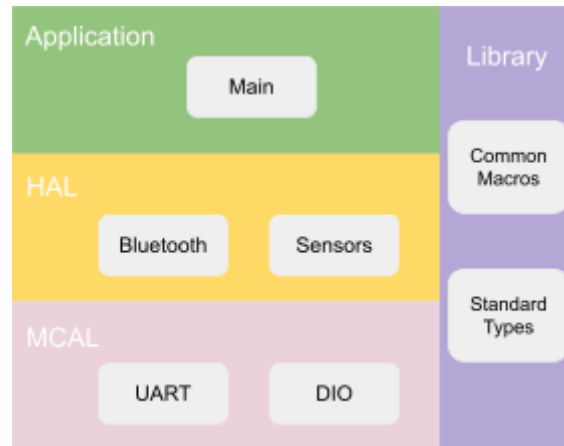 Application
Main
HAL
Bluetooth
Sensors
MCAL
UART
DIO
Library
Common
Macros
Standard
Types